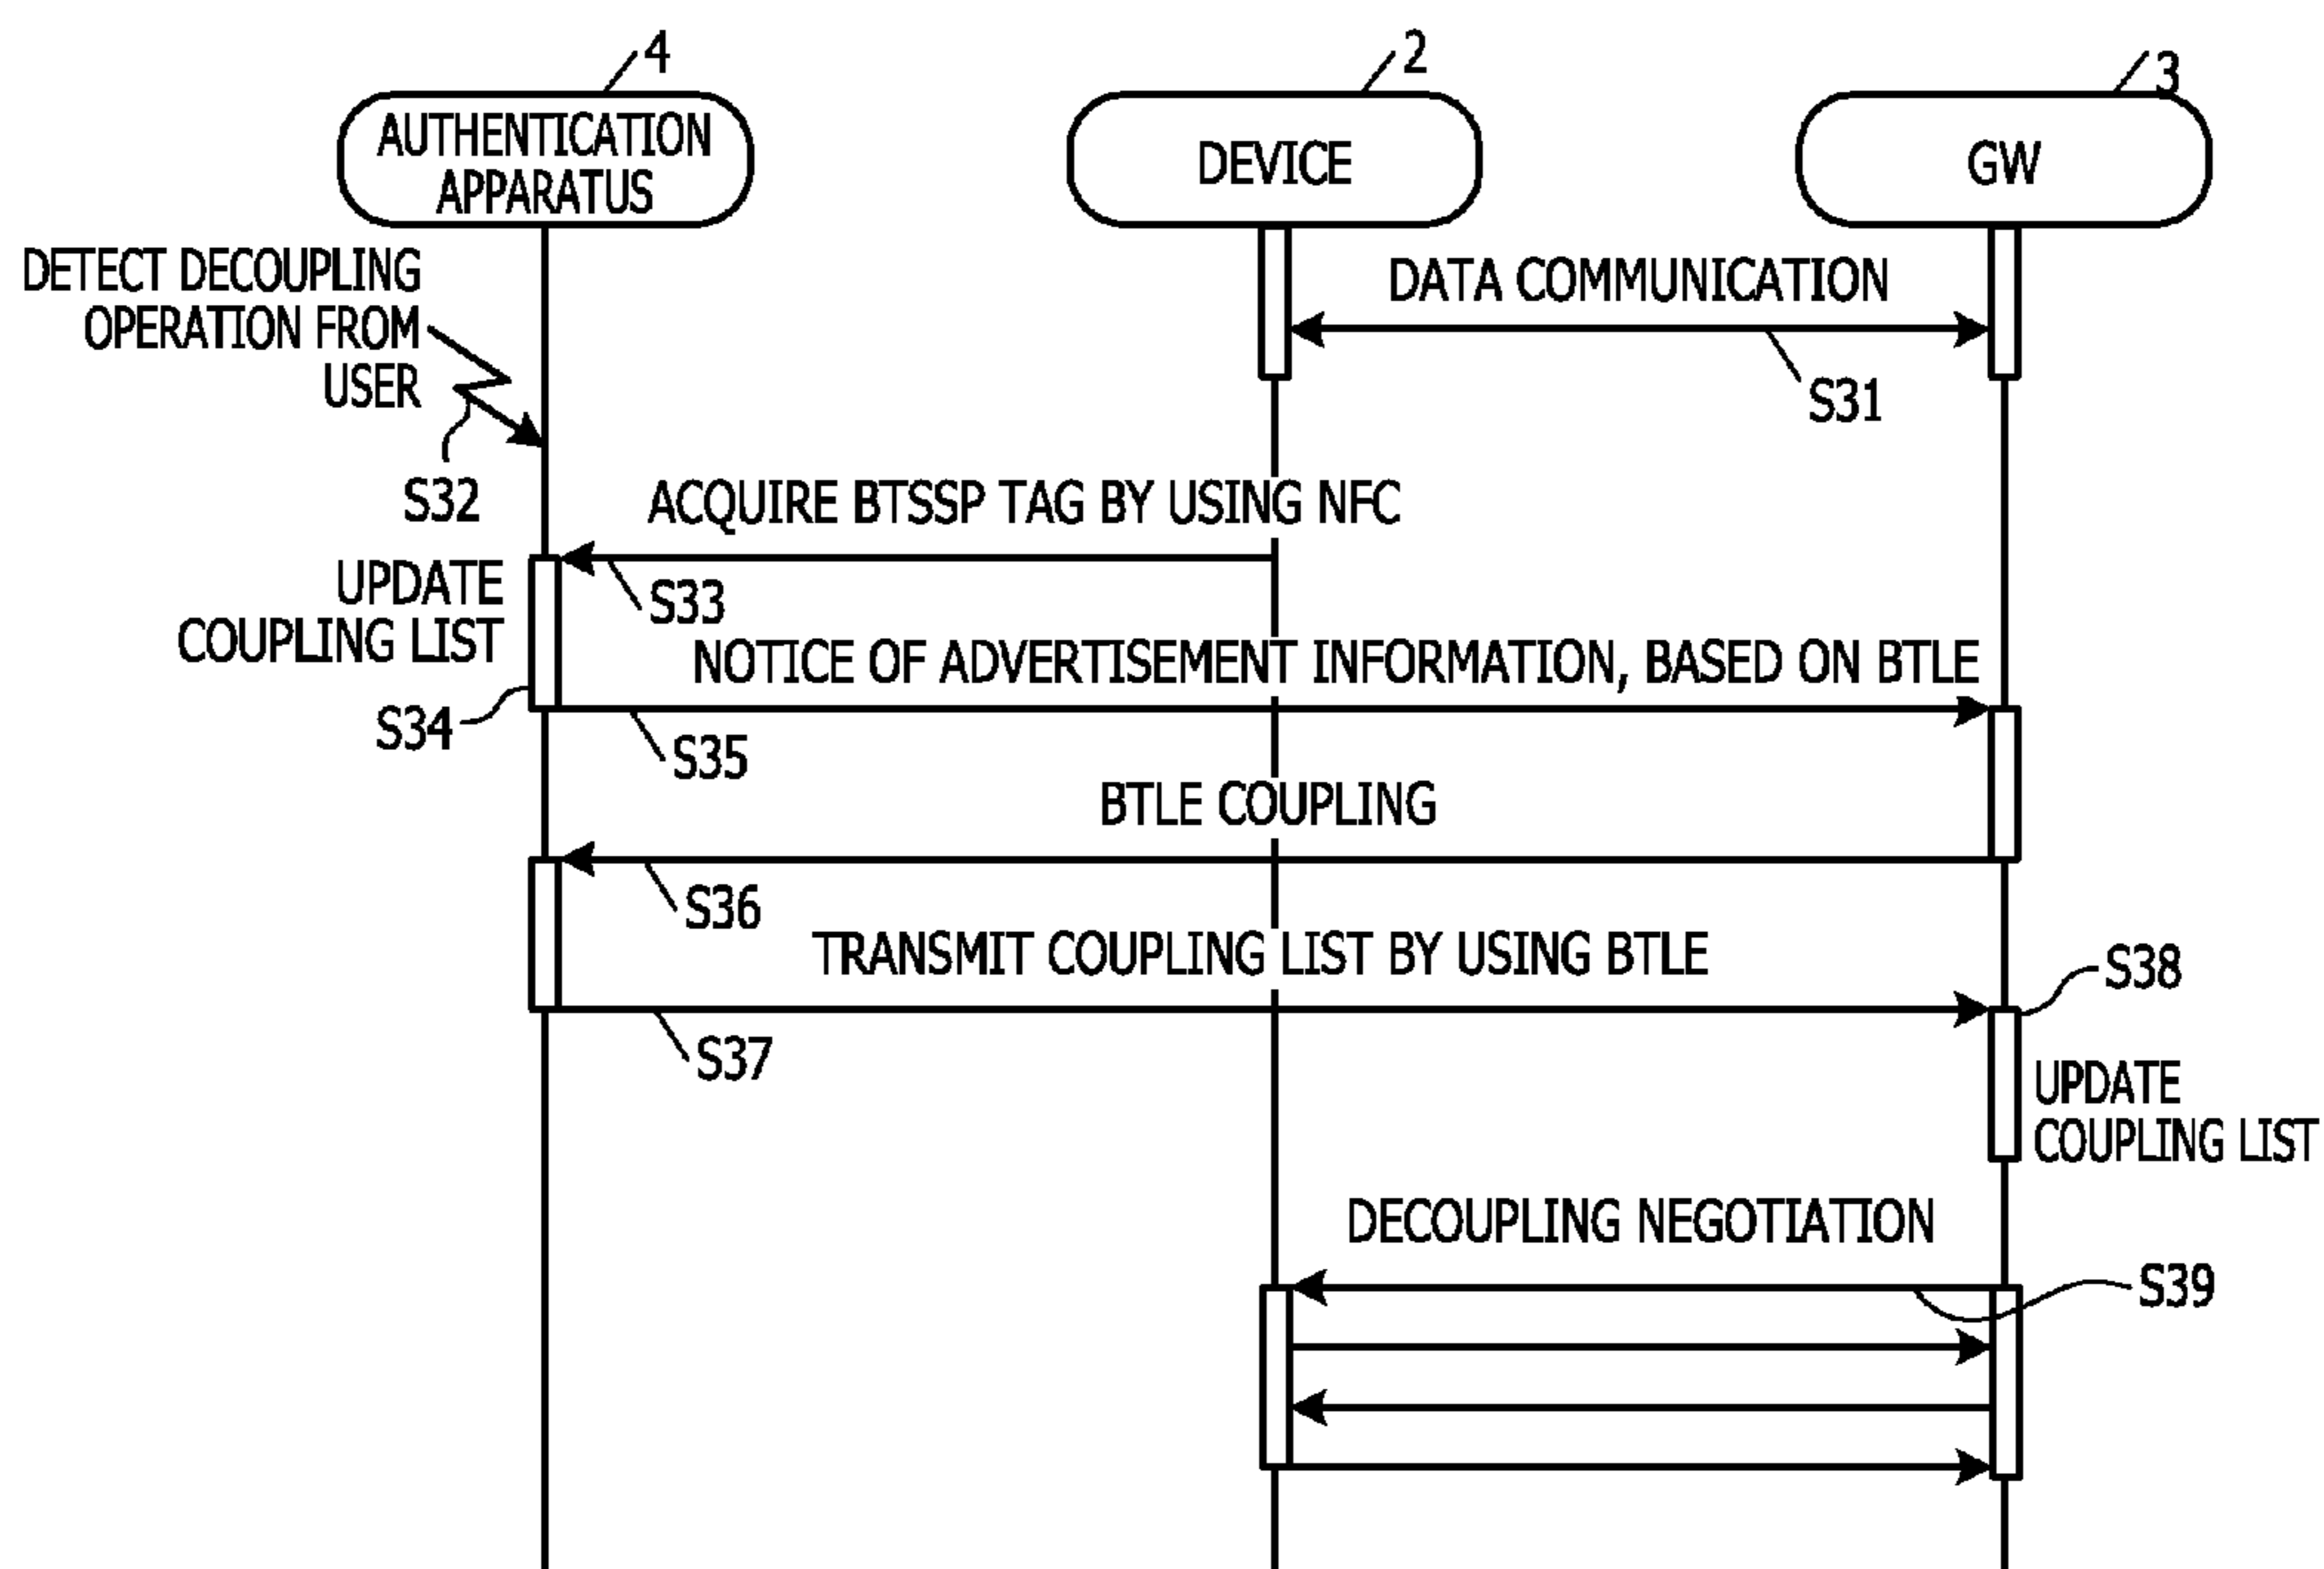 4
2
3
AUTHENTICATION
APPARATUS
DEVICE
GW
DETECT DECOUPLING
OPERATION FROM
USER
DATA COMMUNICATION
S31
S32
ACQUIRE BTSSP TAG BY USING NFC
S33
UPDATE
COUPLING LIST
S34
NOTICE OF ADVERTISEMENT INFORMATION, BASED ON BTLE
S35
BTLE COUPLING
S36
TRANSMIT COUPLING LIST BY USING BTLE
S37
S38
UPDATE
COUPLING LIST
DECOUPLING NEGOTIATION
S39